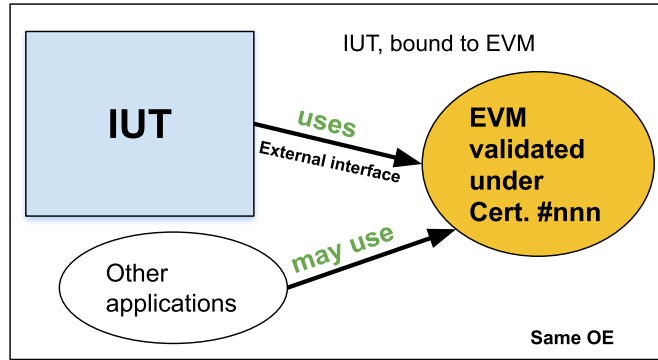 IUT, bound to EVM
IUT
uses
External interface
EVM
validated
under
Cert. #nnn
may use
Other
applications
Same OE